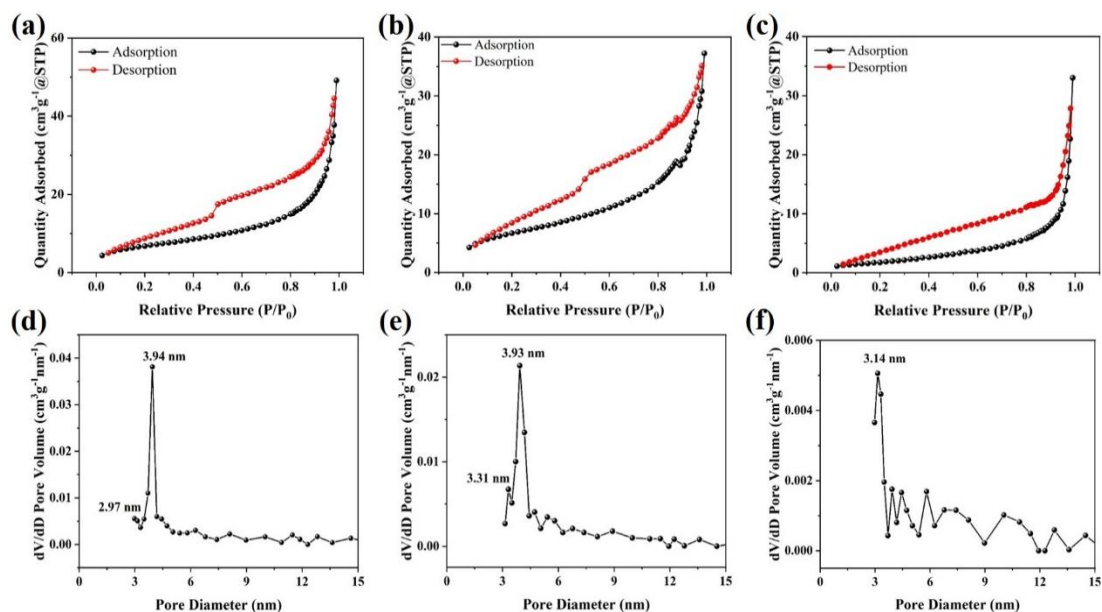 (a)
60
40
20
0
Quantity Adsorbed (cm³g⁻¹@STP)
Adsorption
Desorption
0.0 0.2 0.4 0.6 0.8 1.0
Relative Pressure (P/P₀)
(b)
40
30
20
10
0
Quantity Adsorbed (cm³g⁻¹@STP)
Adsorption
Desorption
0.0 0.2 0.4 0.6 0.8 1.0
Relative Pressure (P/P₀)
(c)
40
30
20
10
0
Quantity Adsorbed (cm³g⁻¹@STP)
Adsorption
Desorption
0.0 0.2 0.4 0.6 0.8 1.0
Relative Pressure (P/P₀)
(d)
0.04
0.03
0.02
0.01
0.00
dV/dD Pore Volume (cm³g⁻¹nm⁻¹)
3.94 nm
2.97 nm
0 3 6 9 12 15
Pore Diameter (nm)
(e)
0.02
0.01
0.00
dV/dD Pore Volume (cm³g⁻¹nm⁻¹)
3.93 nm
3.31 nm
0 3 6 9 12 15
Pore Diameter (nm)
(f)
0.006
0.004
0.002
0.000
dV/dD Pore Volume (cm³g⁻¹nm⁻¹)
3.14 nm
0 3 6 9 12 15
Pore Diameter (nm)